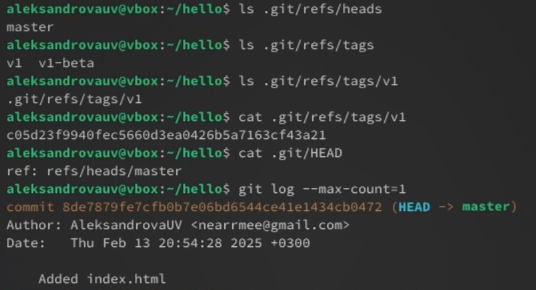 aleksandrovauv@vbox:~/hello$ ls .git/refs/heads
master
aleksandrovauv@vbox:~/hello$ ls .git/refs/tags
v1  v1-beta
aleksandrovauv@vbox:~/hello$ ls .git/refs/tags/v1
.git/refs/tags/v1
aleksandrovauv@vbox:~/hello$ cat .git/refs/tags/v1
c05d23f9940fec5660d3ea0426b5a7163cf43a21
aleksandrovauv@vbox:~/hello$ cat .git/HEAD
ref: refs/heads/master
aleksandrovauv@vbox:~/hello$ git log --max-count=1
commit 8de7879fe7cfb0b7e06bd6544ce41e1434cb0472 (HEAD -> master)
Author: AleksandrovaUV <nearrmee@gmail.com>
Date:   Thu Feb 13 20:54:28 2025 +0300
    Added index.html